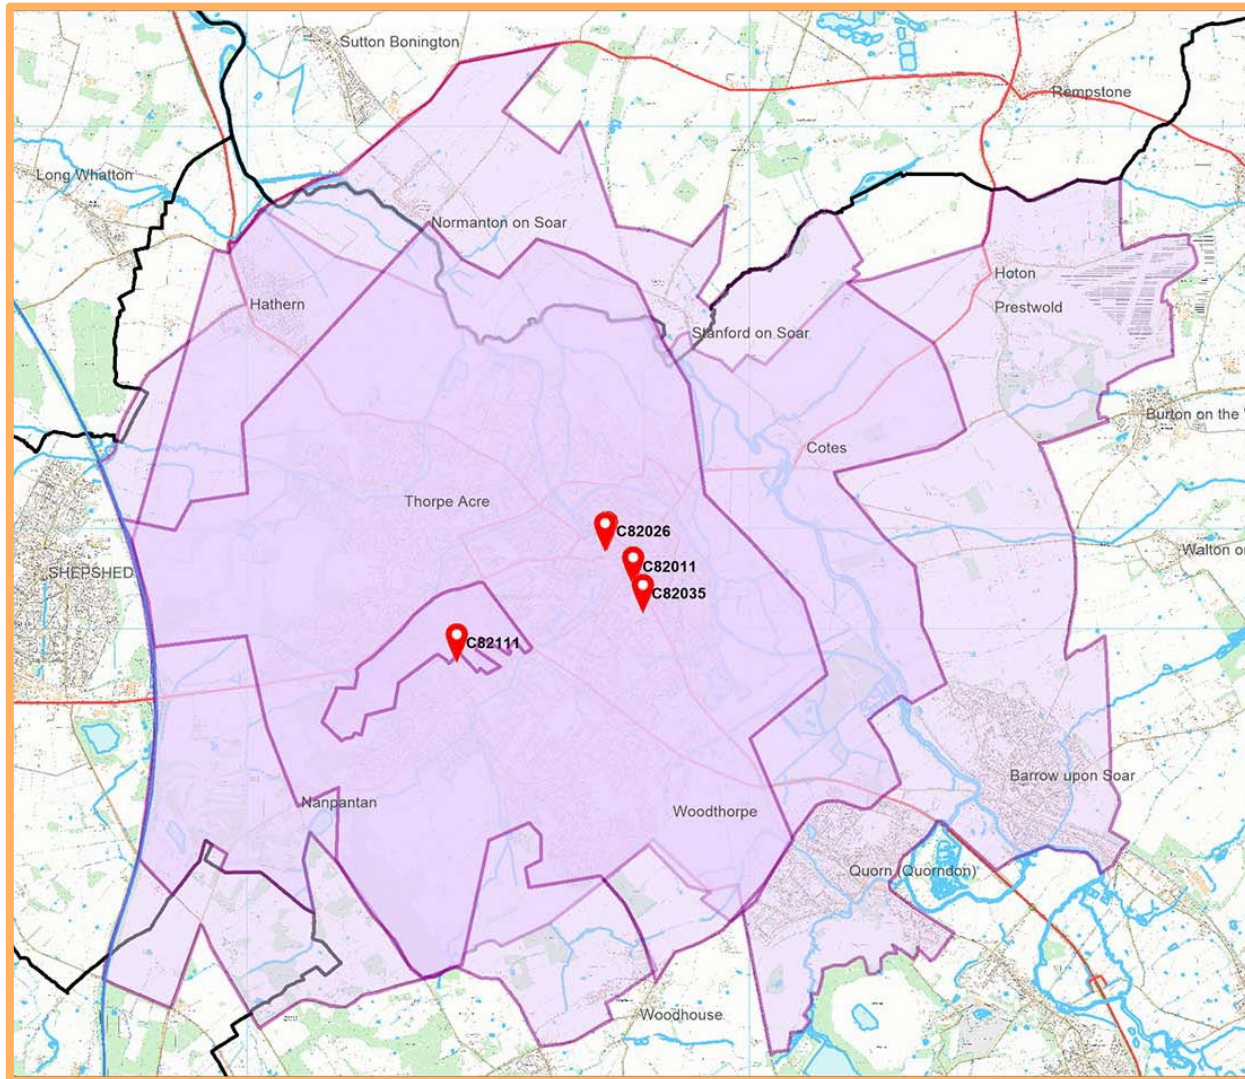 Sutton Bonington
Rempstone
Long Whatton
Normanton on Soar
Hoton
Hathern
Prestwold
Stanford on Soar
Burton on the
Cotes
Thorpe Acre
C82026
Walton o
C82011
SHEPSHED
C82035
C82111
Barrow upon Soar
Nanpantan
Woodthorpe
Quorn (Quorndon)
Woodhouse